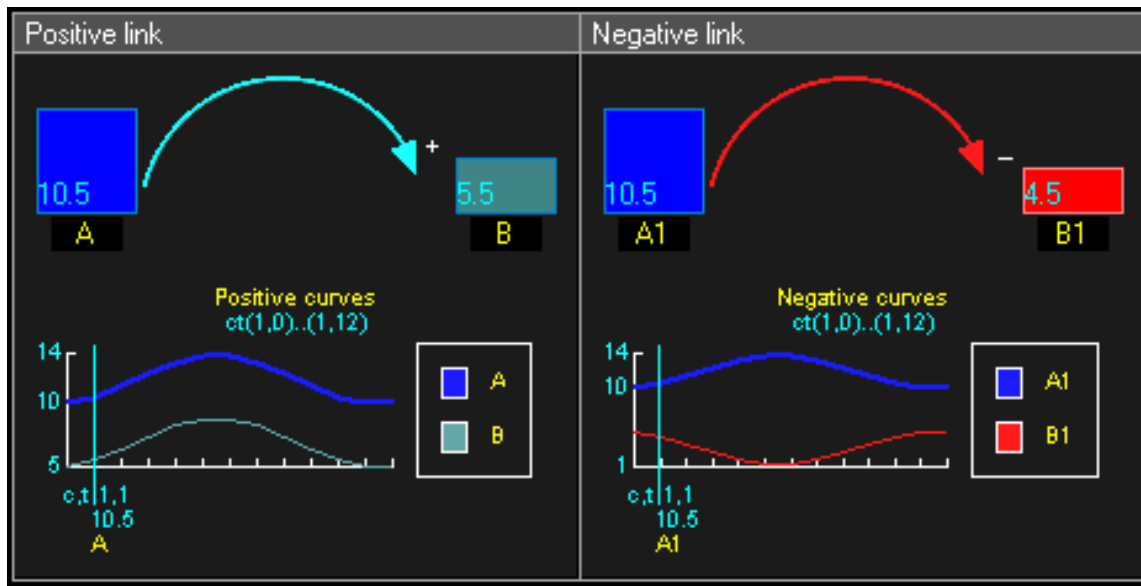 Positive link
10.5
A
+
5.5
B
Positive curves
ct(1,0)..(1,12)
14
10
5
A
B
c,t 1,1
10.5
A
Negative link
10.5
A1
–
4.5
B1
Negative curves
ct(1,0)..(1,12)
14
10
1
A1
B1
c,t 1,1
10.5
A1